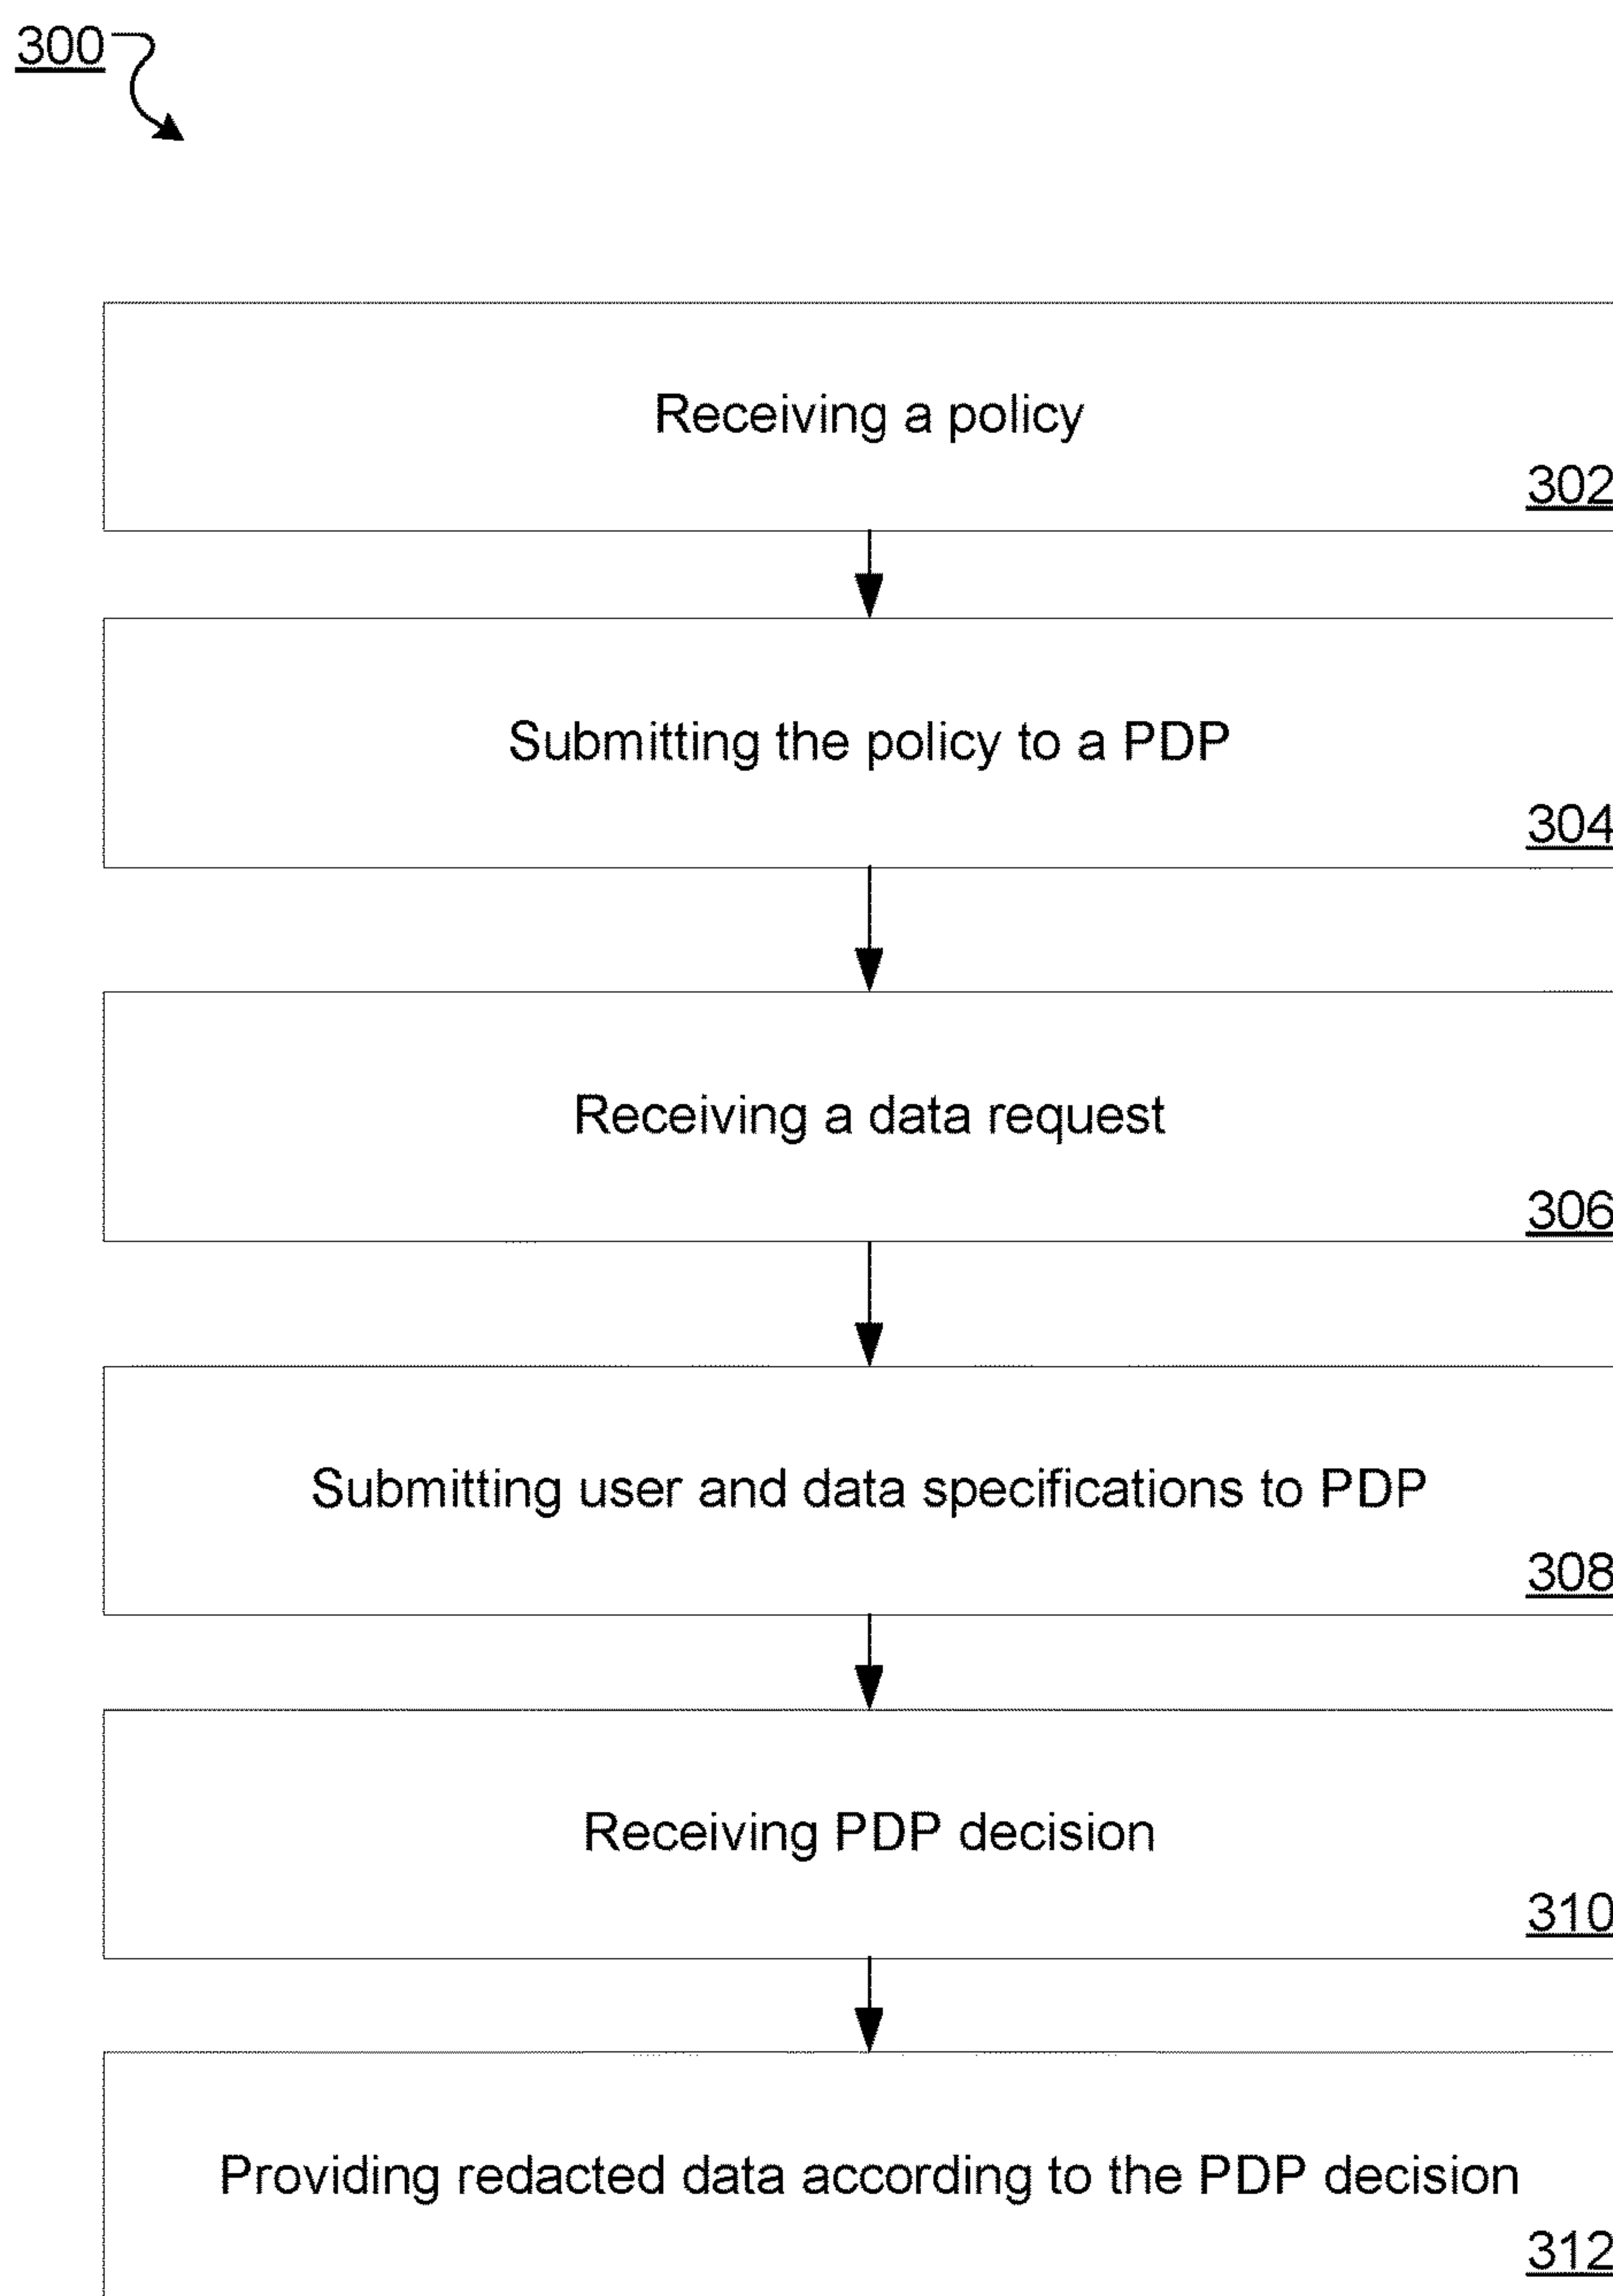 300
Receiving a policy
302
Submitting the policy to a PDP
304
Receiving a data request
306
Submitting user and data specifications to PDP
308
Receiving PDP decision
310
Providing redacted data according to the PDP decision
312